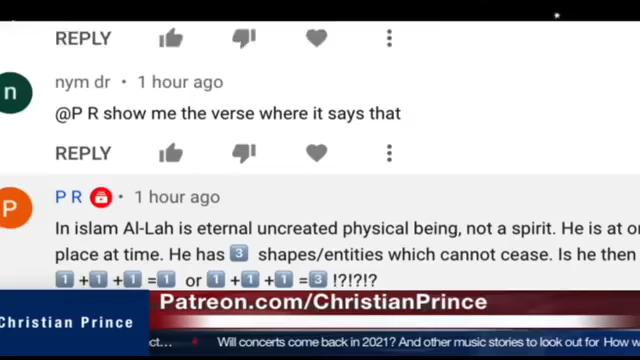 REPLY
n
nym dr • 1 hour ago
@P R show me the verse where it says that
REPLY
P
P R • 1 hour ago
In islam Al-Lah is eternal uncreated physical being, not a spirit. He is at
place at time. He has 3 shapes/entities which cannot cease. Is he then
1 +1 +1 =1 or 1 +1 +1 =3 !?!?!?
Patreon.com/ChristianPrince
Christian Prince
Will concerts come back in 2021? And other music stories to look out for How